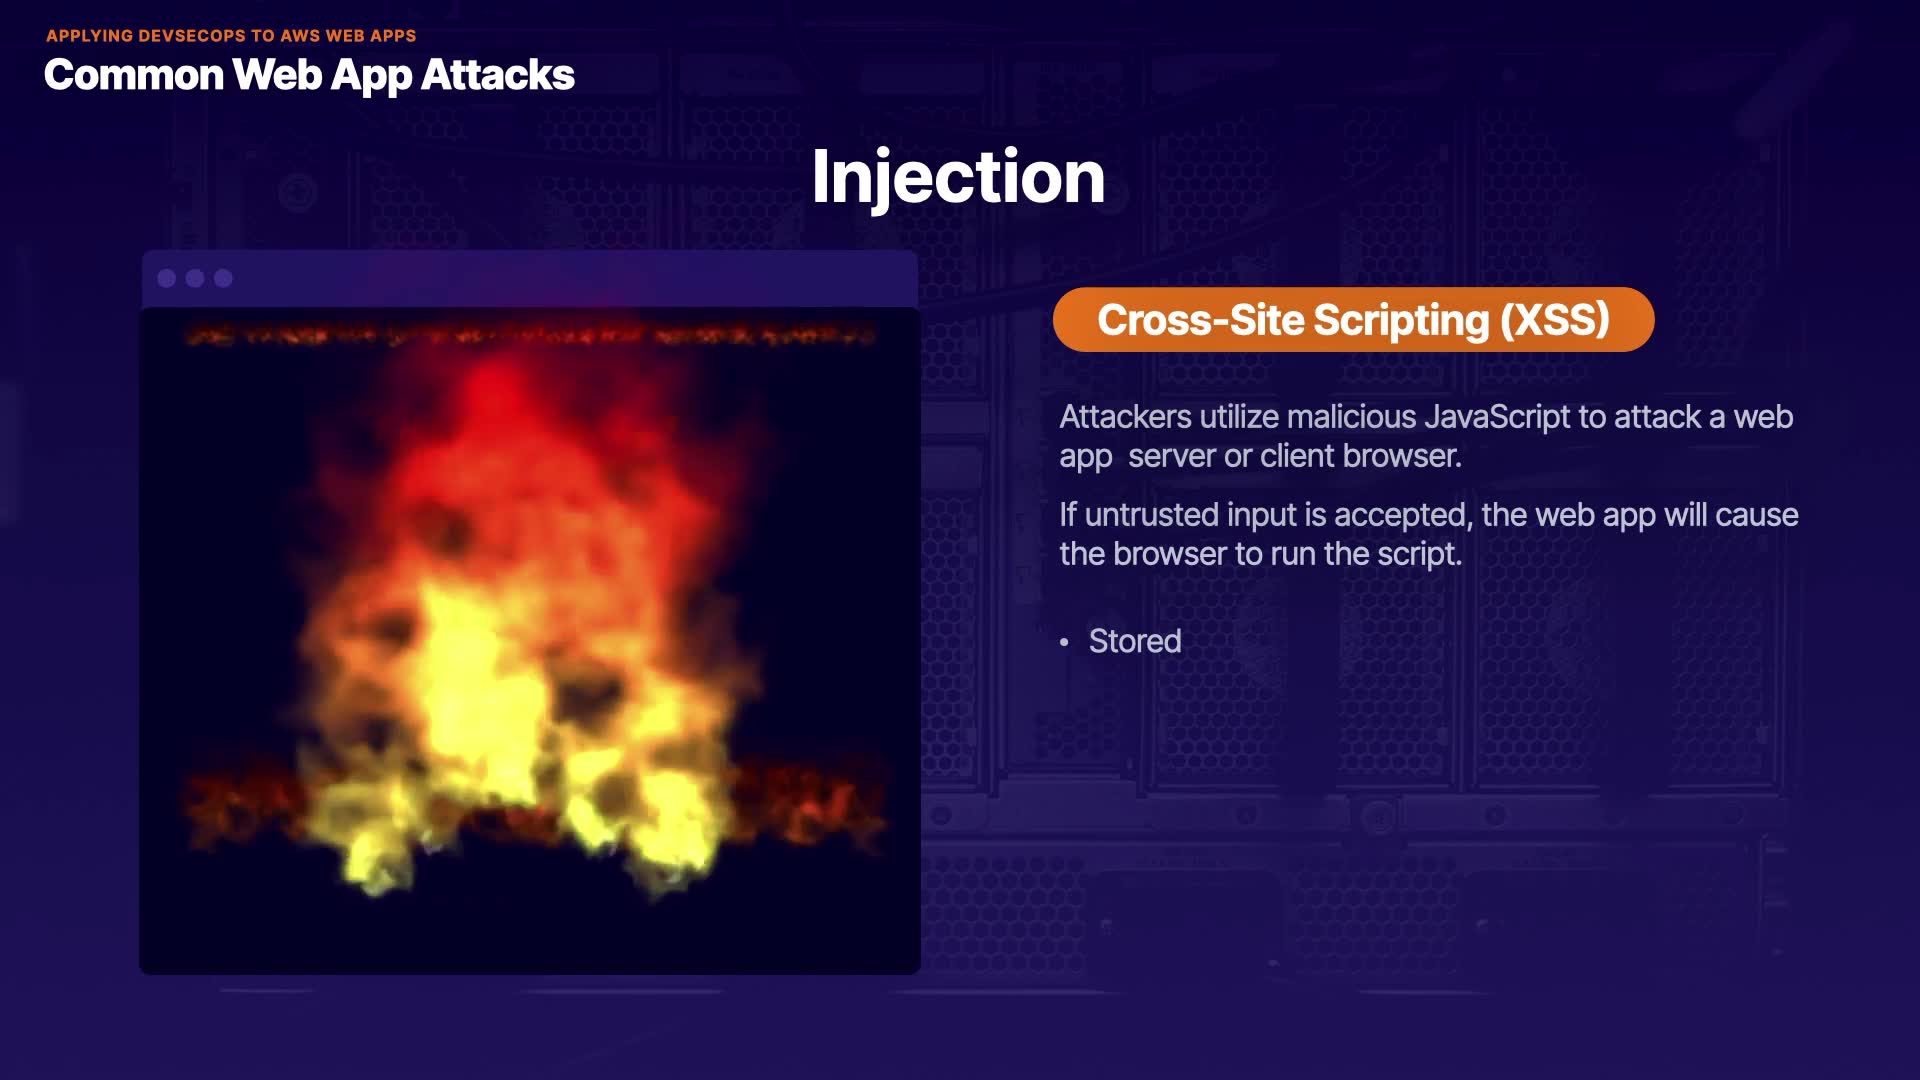 APPLYING DEVSECOPS TO AWS WEB APPS
Common Web App Attacks
Injection
Cross-Site Scripting (XSS)
Attackers utilize malicious JavaScript to attack a web
app  server or client browser.
If untrusted input is accepted, the web app will cause
the browser to run the script.
• Stored